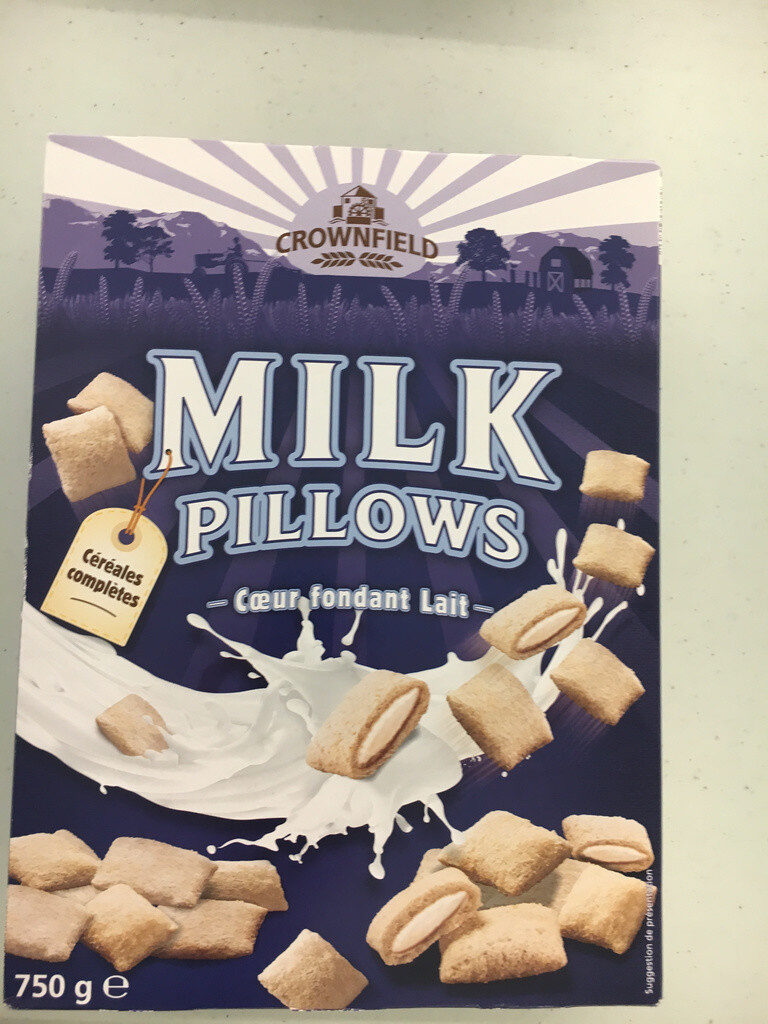 CROWNFIELD
MILK
PILLOWS
Céréales
complètes
– Cœur fondant Lait –
750 g ℮
Suggestion de présentation